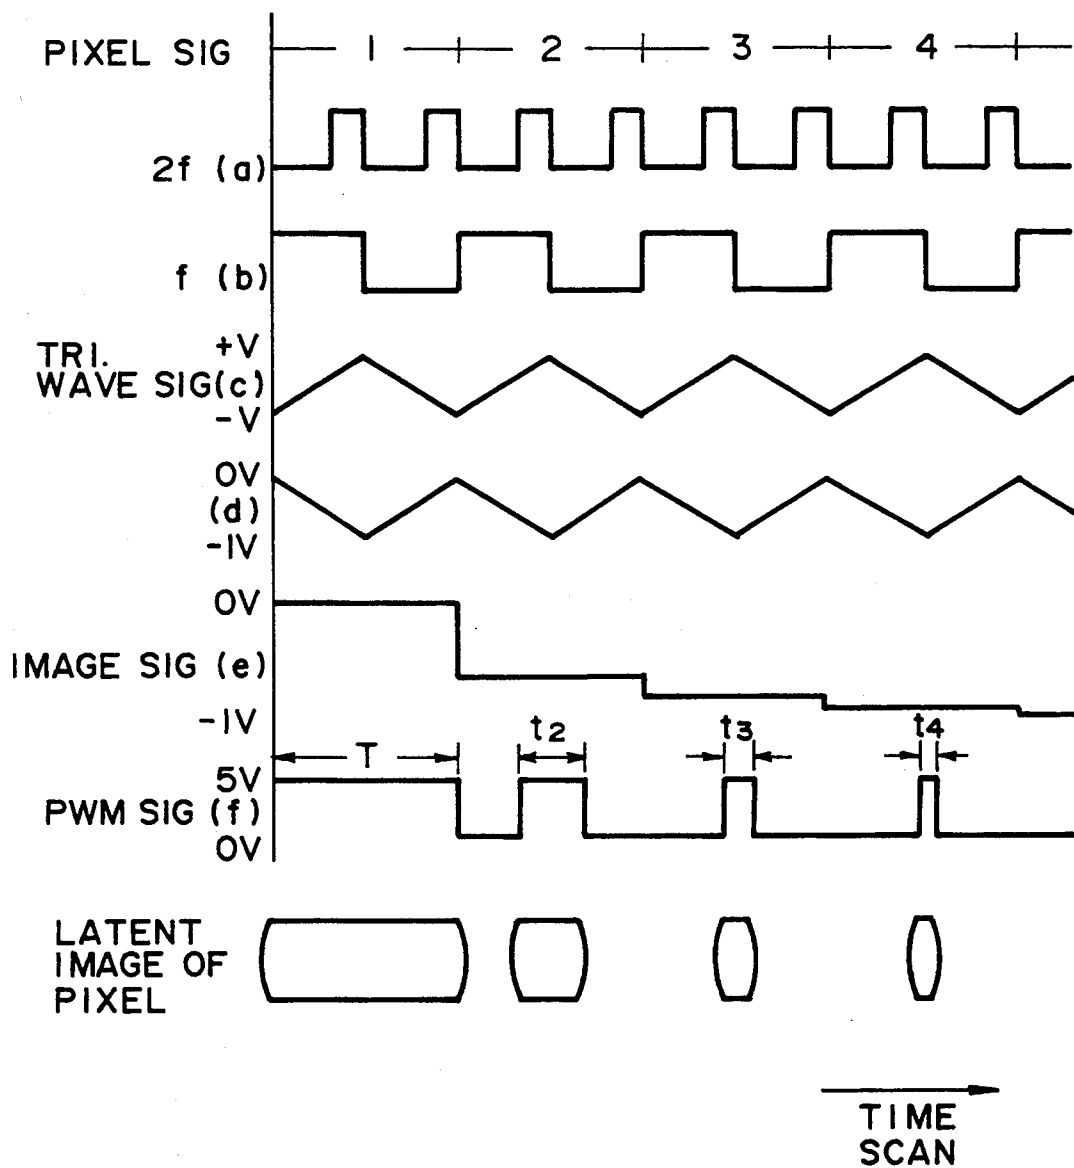 PIXEL SIG 1 2 3 4
2f (a)
f (b)
TRI.
WAVE SIG(c)
+V
-V
0V
(d)
-1V
0V
IMAGE SIG (e)
-1V
T t2 t3 t4
5V
PWM SIG (f)
0V
LATENT
IMAGE OF
PIXEL
TIME
SCAN